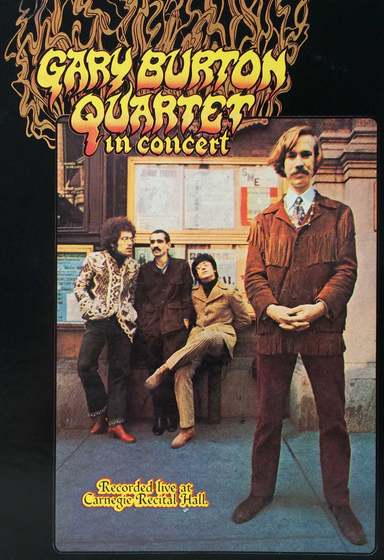 GARY BURTON
QUARTET
in concert
Recorded live at
Carnegie Recital Hall.